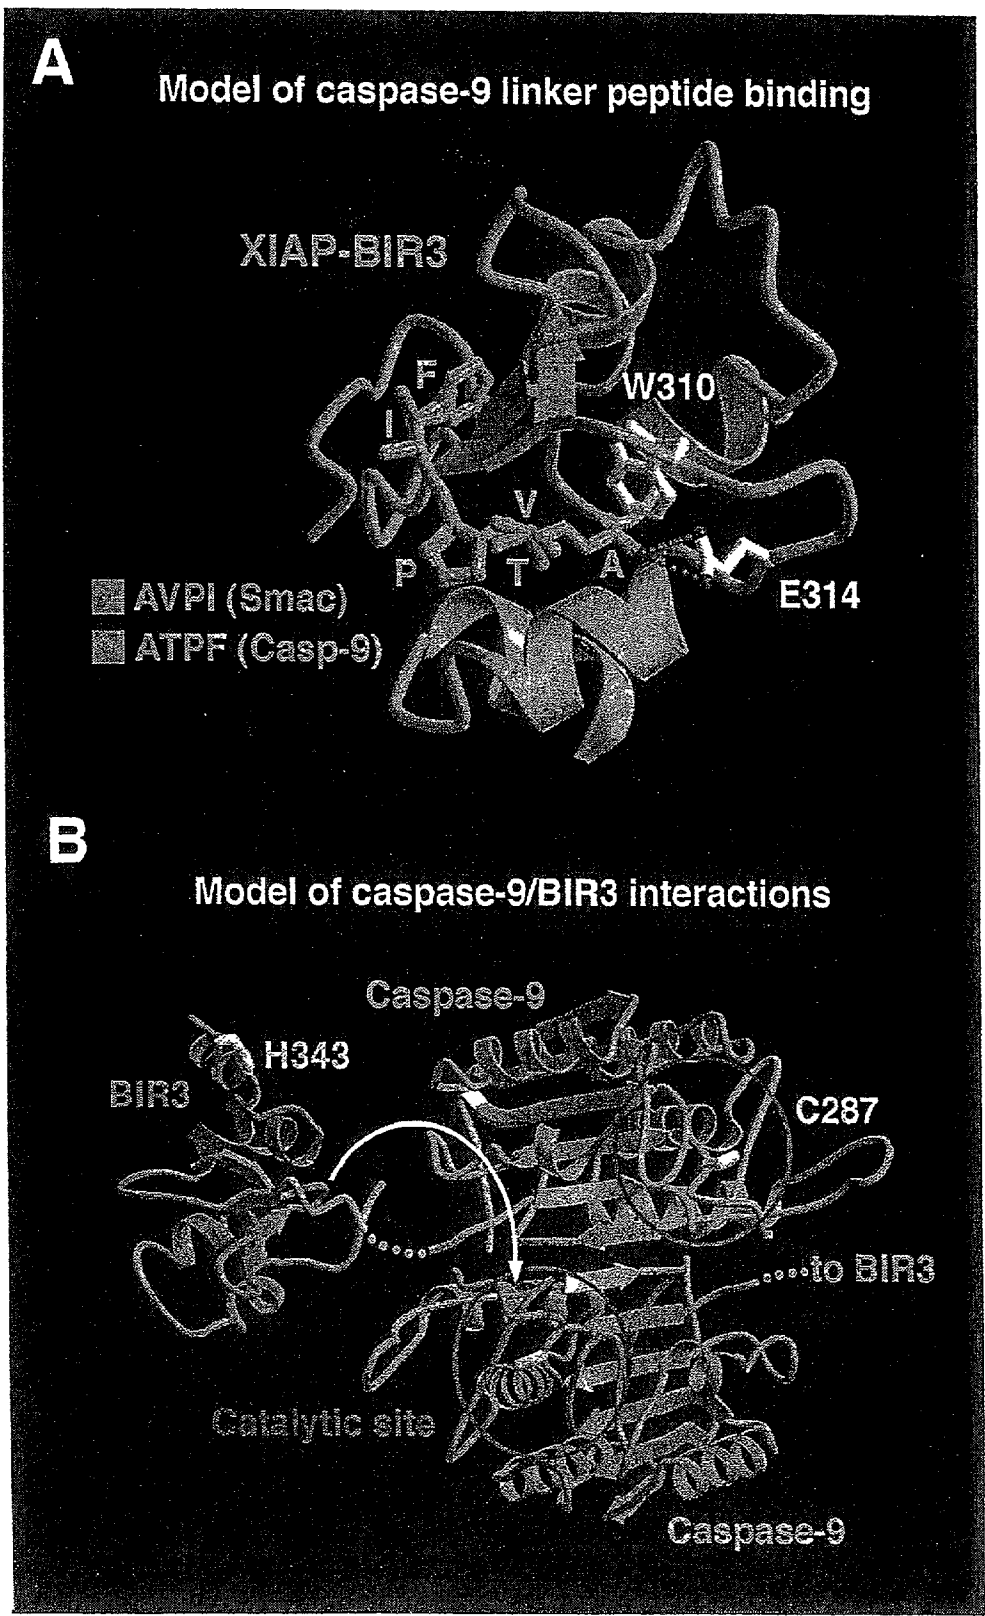 A
Model of caspase-9 linker peptide binding
XIAP-BIR3
F
W310
I
V
P
T
A
E314
AVPI (Smac)
ATPF (Casp-9)
B
Model of caspase-9/BIR3 interactions
Caspase-9
H343
BIR3
C287
to BIR3
Catalytic site
Caspase-9